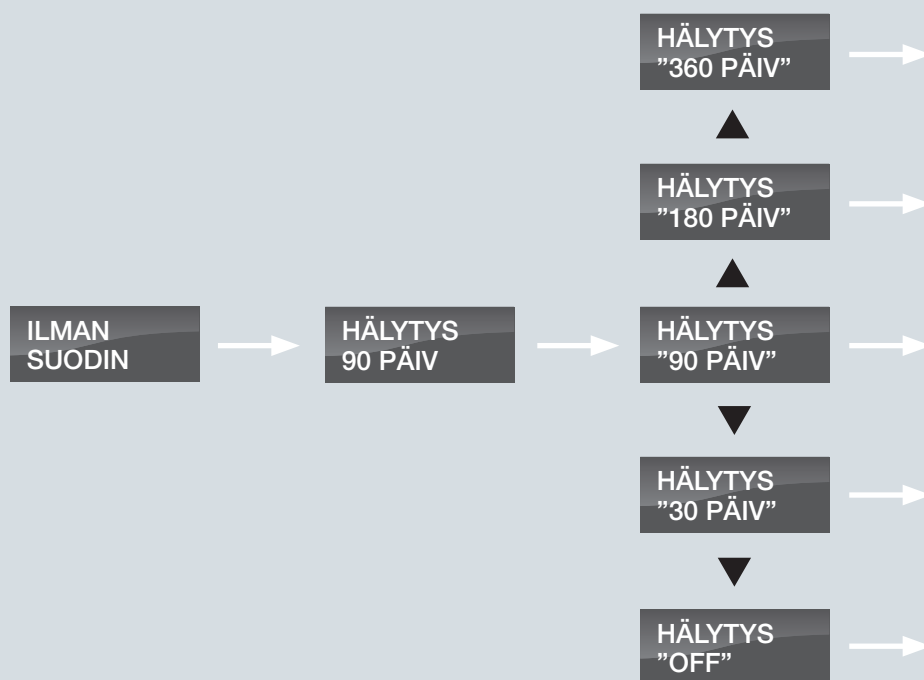 HÄLYTYS
”360 PÄIV”
HÄLYTYS
”180 PÄIV”
ILMAN
SUODIN
HÄLYTYS
90 PÄIV
HÄLYTYS
”90 PÄIV”
HÄLYTYS
”30 PÄIV”
HÄLYTYS
”OFF”